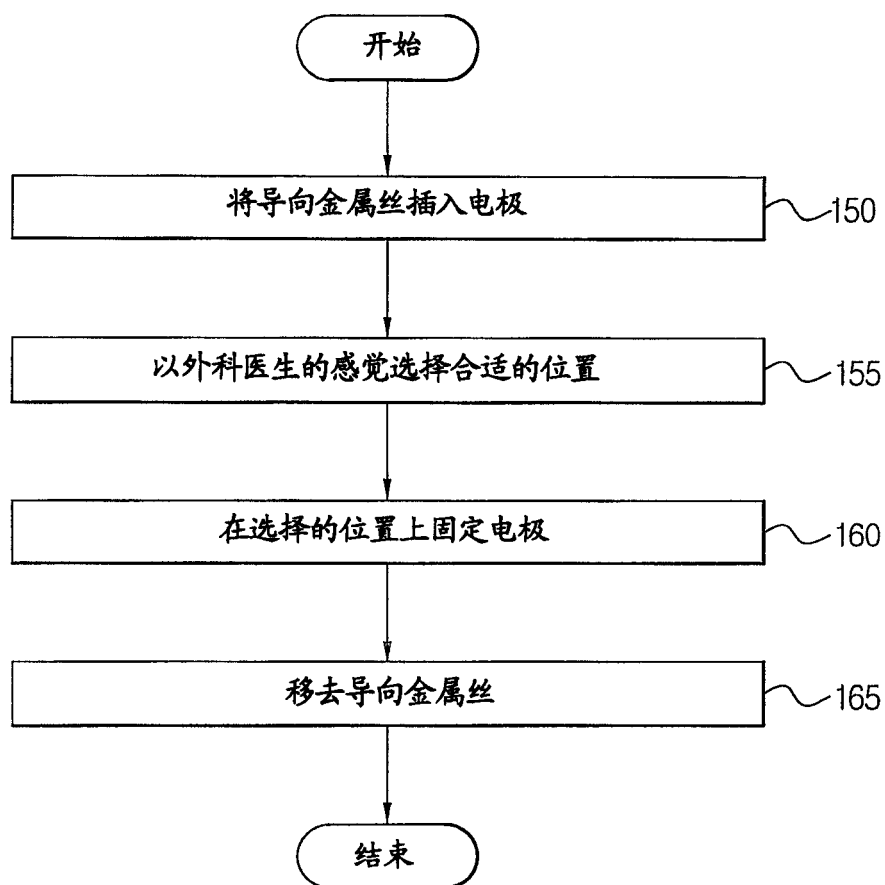 开始
将导向金属丝插入电极
150
以外科医生的感觉选择合适的位置
155
在选择的位置上固定电极
160
移去导向金属丝
165
结束